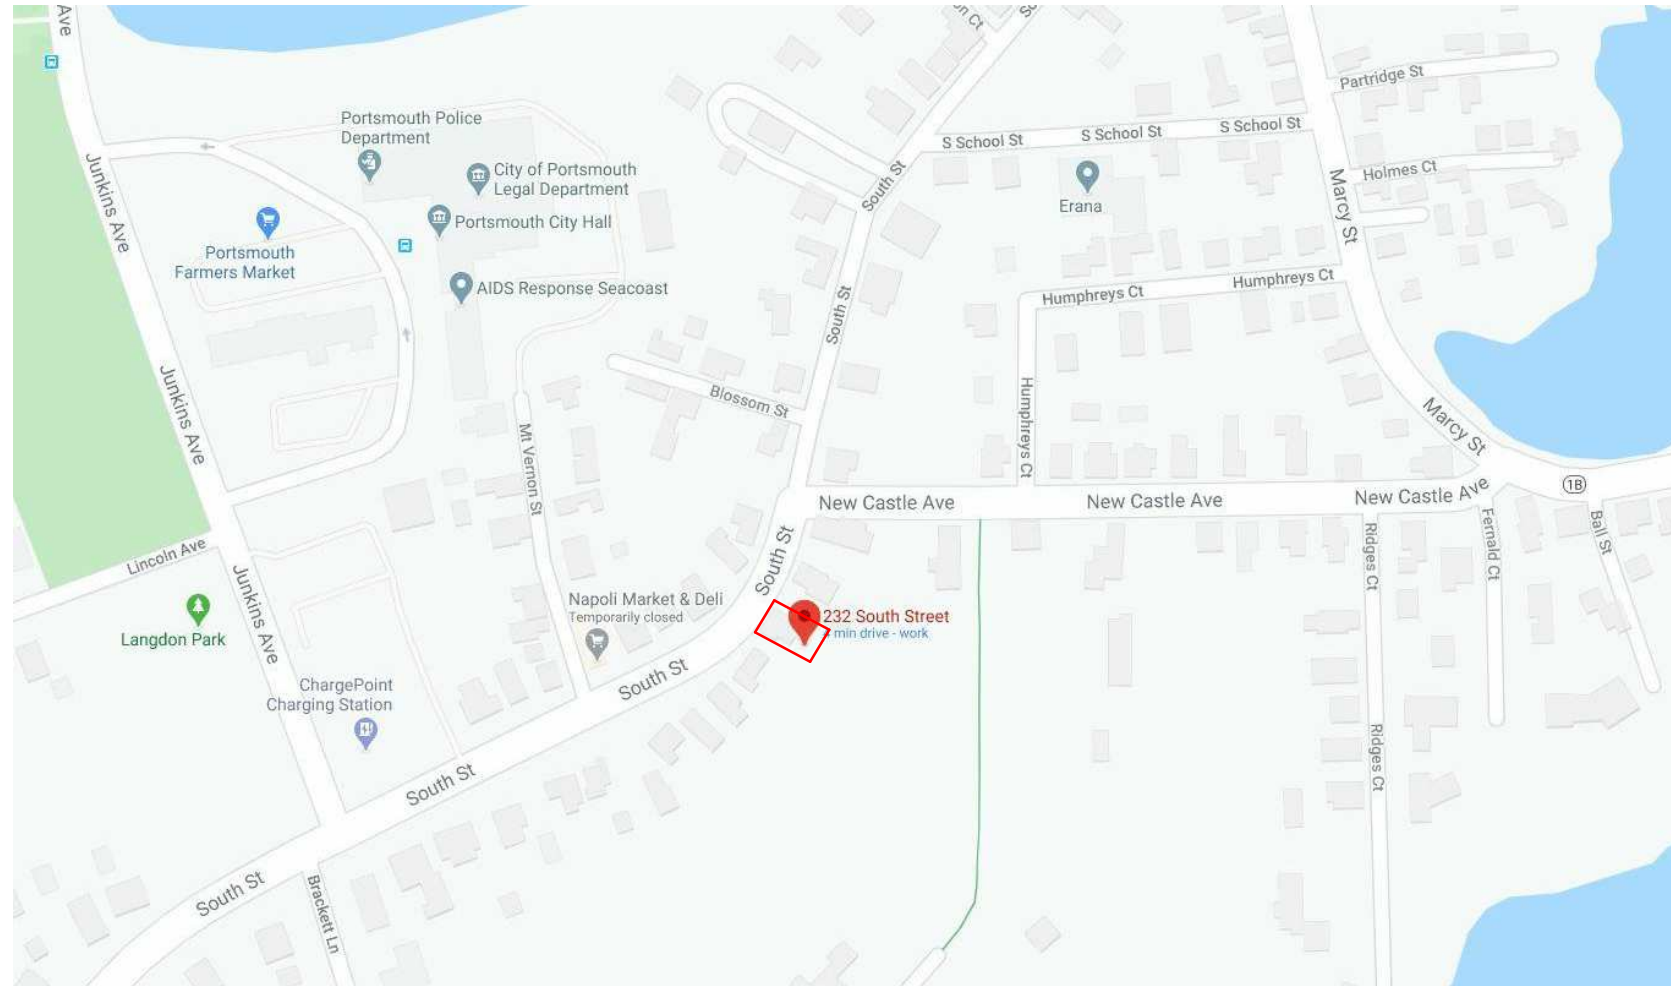 Ave
on Ct
So
Partridge St
Portsmouth Police
Department
S School St
S School St
S School St
City of Portsmouth
Legal Department
Junkins Ave
Holmes Ct
South St
Marcy St
Erana
Portsmouth City Hall
Portsmouth
Farmers Market
AIDS Response Seacoast
Humphreys Ct
Humphreys Ct
South St
Junkins Ave
Blossom St
Humphreys Ct
Marcy St
Mt Vernon St
New Castle Ave
New Castle Ave
New Castle Ave
1B
Lincoln Ave
South St
Ridges Ct
Fernald Ct
Ball St
Junkins Ave
Napoli Market & Deli
Temporarily closed
232 South Street
min drive - work
Langdon Park
South St
ChargePoint
Charging Station
Ridges Ct
South St
South St
Brackett Ln